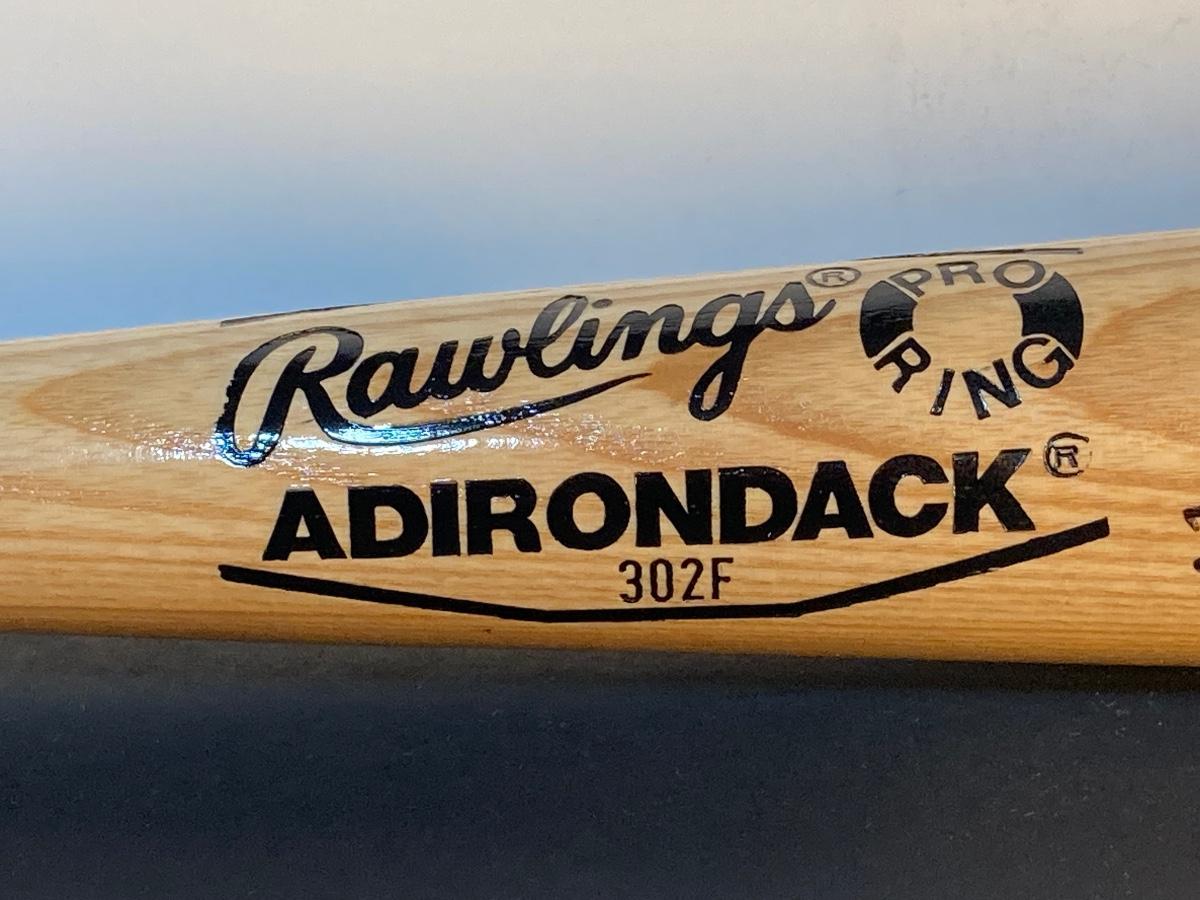 Rawlings®
PRO
RING
ADIRONDACK®
302F